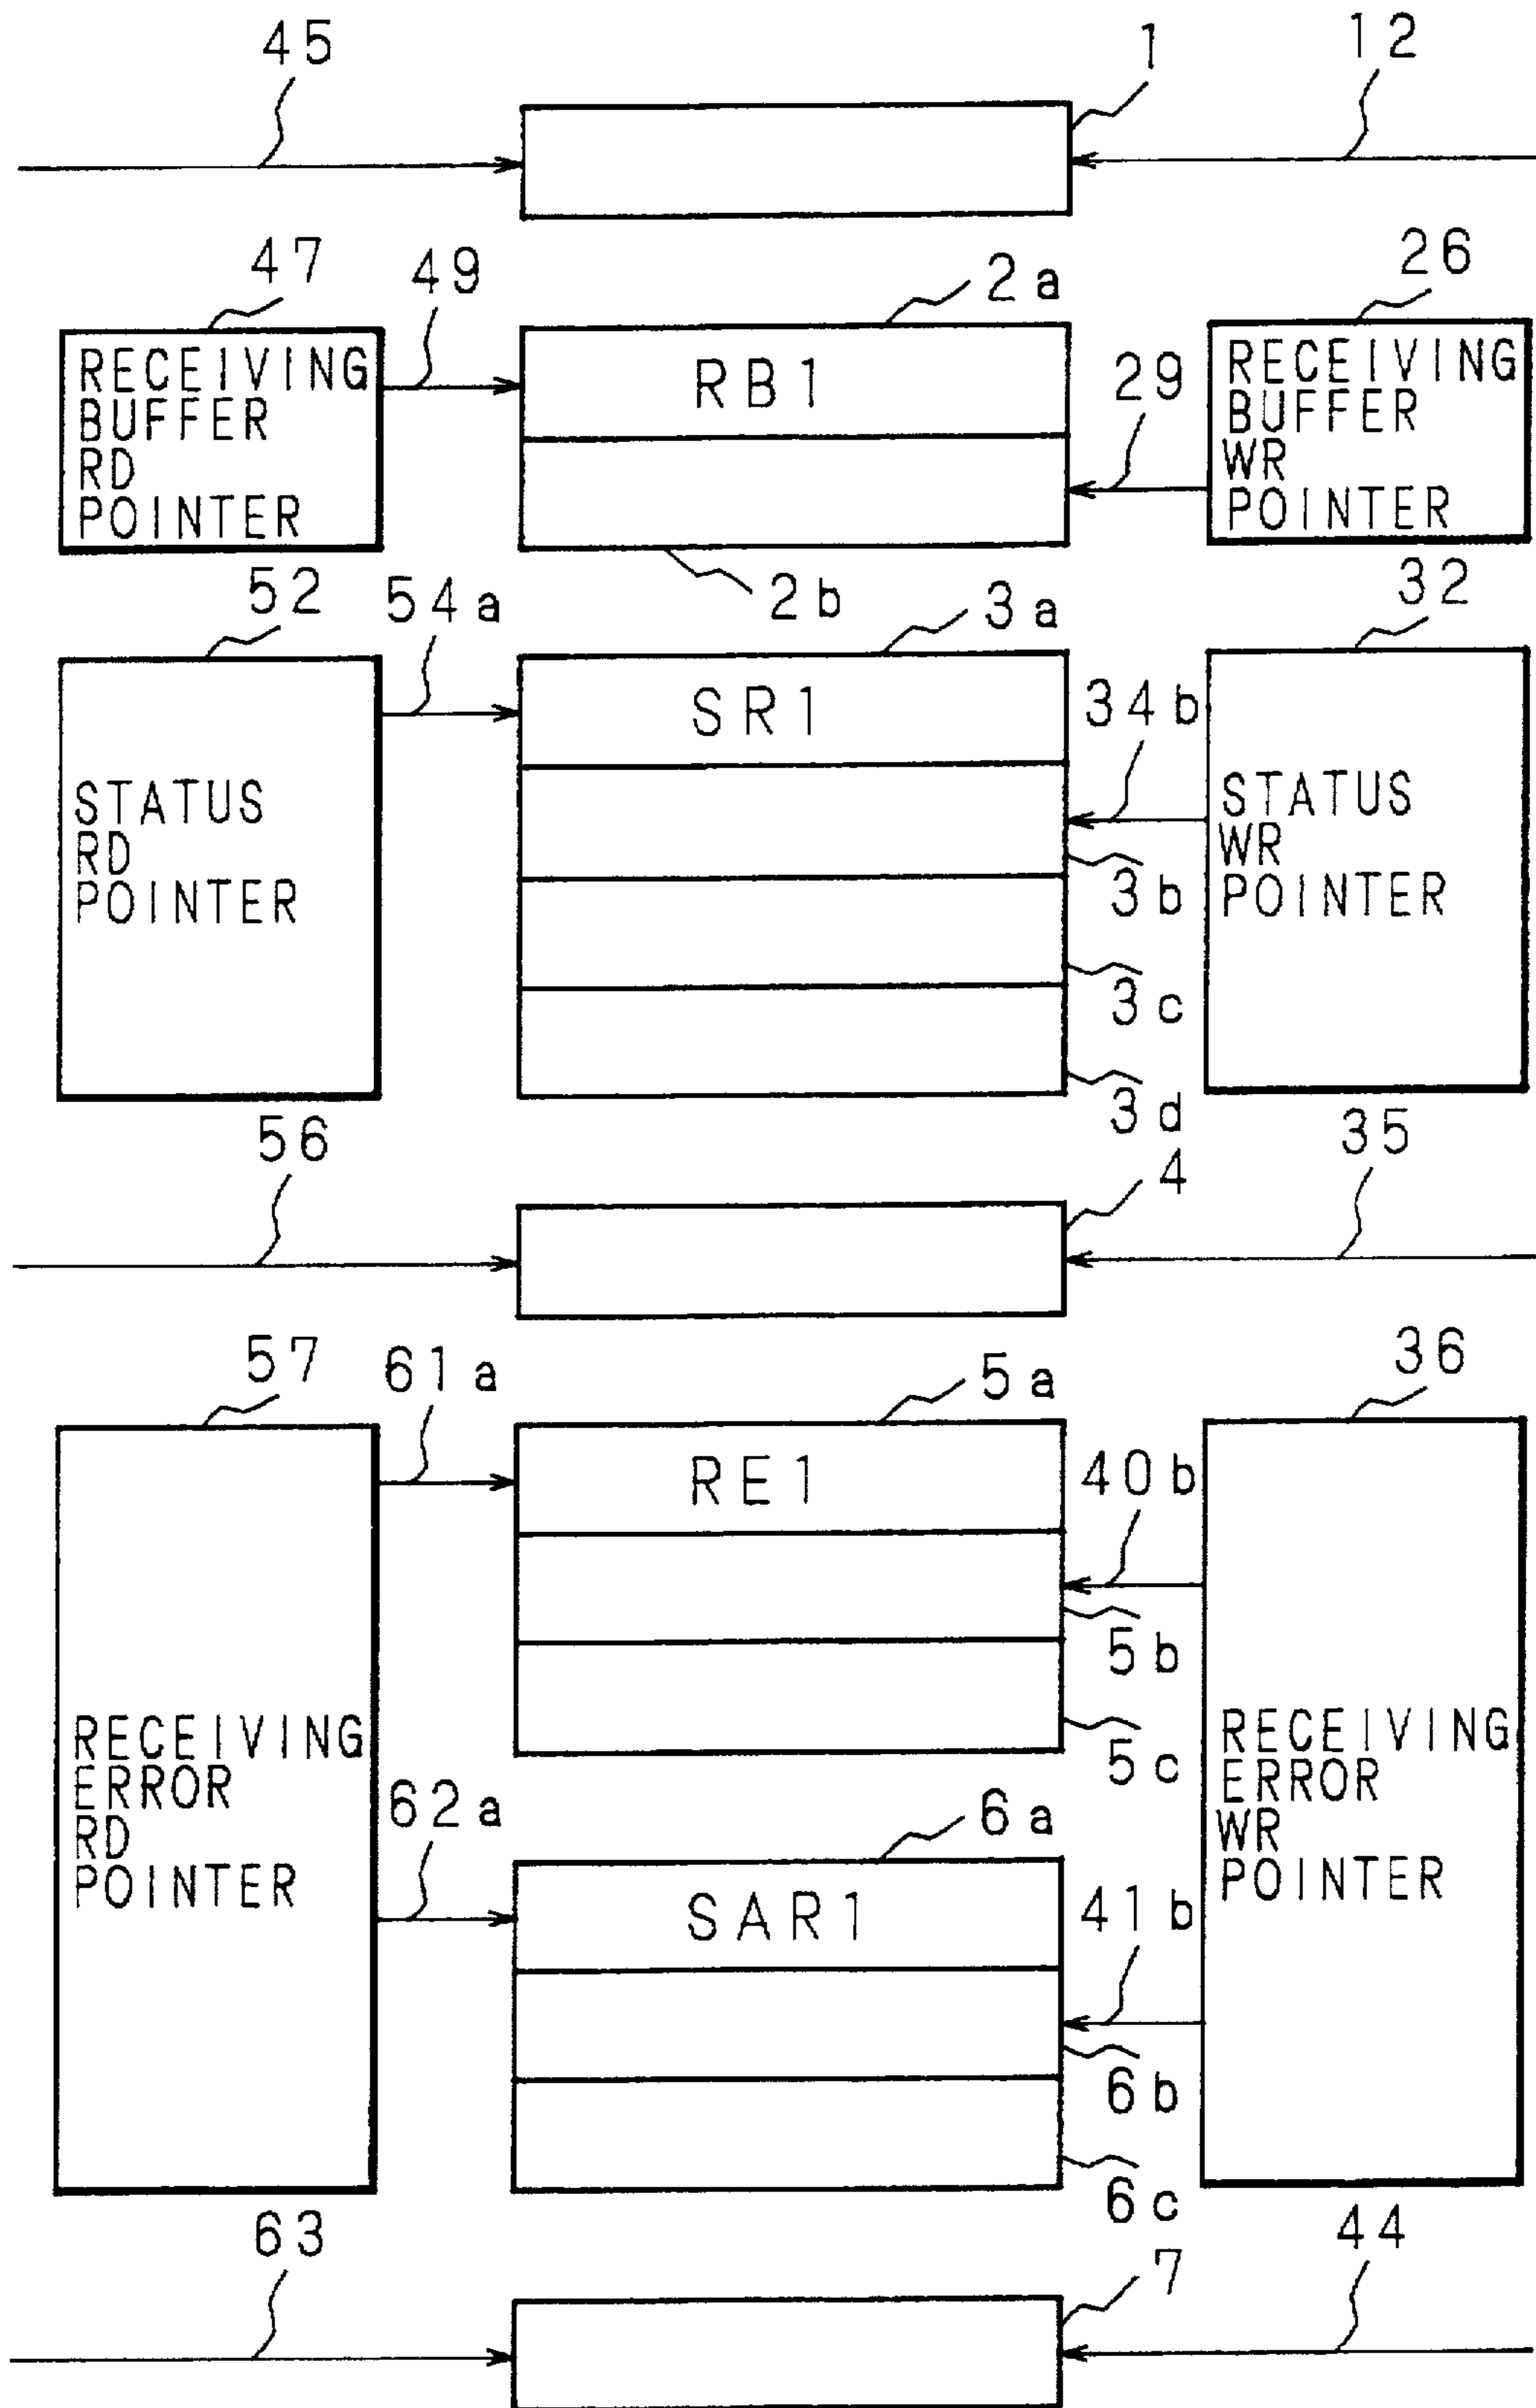 45
1
12
47
49
2a
26
RECEIVING
BUFFER
RD
POINTER
RB1
29
RECEIVING
BUFFER
WR
POINTER
2b
52
54a
3a
32
SR1
34b
STATUS
RD
POINTER
STATUS
WR
POINTER
3b
3c
3d
56
4
35
57
61a
5a
36
RE1
40b
5b
5c
RECEIVING
ERROR
RD
POINTER
RECEIVING
ERROR
WR
POINTER
62a
6a
SAR1
41b
6b
6c
63
7
44